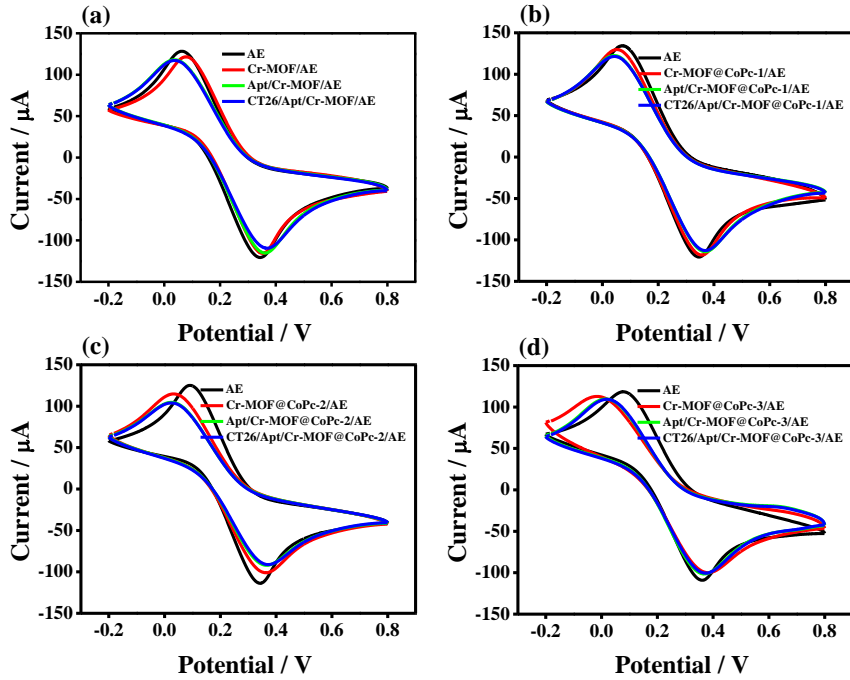 (a)
150
100
50
0
-50
-100
-150
Current / μA
AE
Cr-MOF/AE
Apt/Cr-MOF/AE
CT26/Apt/Cr-MOF/AE
-0.2 0.0 0.2 0.4 0.6 0.8
Potential / V
(b)
150
100
50
0
-50
-100
-150
Current / μA
AE
Cr-MOF@CoPc-1/AE
Apt/Cr-MOF@CoPc-1/AE
CT26/Apt/Cr-MOF@CoPc-1/AE
-0.2 0.0 0.2 0.4 0.6 0.8
Potential / V
(c)
150
100
50
0
-50
-100
-150
Current / μA
AE
Cr-MOF@CoPc-2/AE
Apt/Cr-MOF@CoPc-2/AE
CT26/Apt/Cr-MOF@CoPc-2/AE
-0.2 0.0 0.2 0.4 0.6 0.8
Potential / V
(d)
150
100
50
0
-50
-100
-150
Current / μA
AE
Cr-MOF@CoPc-3/AE
Apt/Cr-MOF@CoPc-3/AE
CT26/Apt/Cr-MOF@CoPc-3/AE
-0.2 0.0 0.2 0.4 0.6 0.8
Potential / V